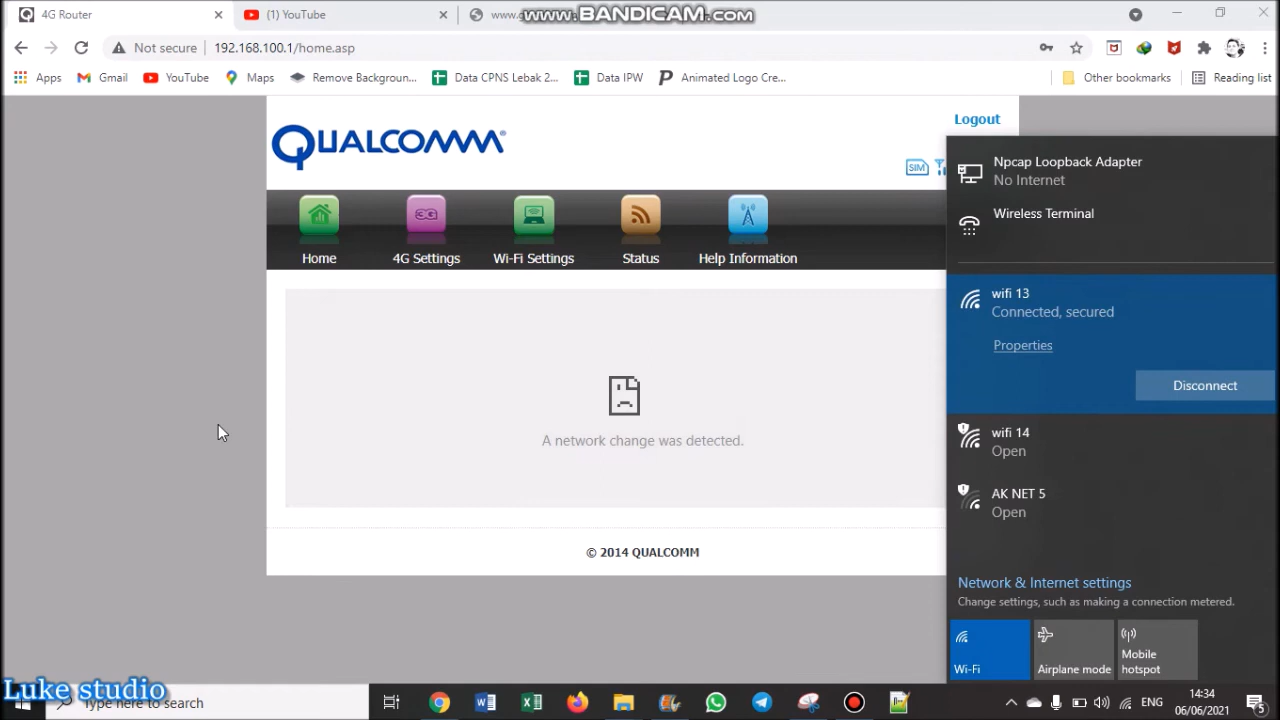 4G Router
(1) YouTube
www.
www.BANDICAM.com
Not secure
192.168.100.1/home.asp
Apps
Gmail
YouTube
Maps
Remove Backgroun...
Data CPNS Lebak 2...
Data IPW
Animated Logo Cre...
Other bookmarks
Reading list
QUALCOMM®
Logout
SIM
3G
Home
4G Settings
Wi-Fi Settings
Status
Help Information
A network change was detected.
© 2014 QUALCOMM
Npcap Loopback Adapter
No Internet
Wireless Terminal
wifi 13
Connected, secured
Properties
Disconnect
wifi 14
Open
AK NET 5
Open
Network & Internet settings
Change settings, such as making a connection metered.
Wi-Fi
Airplane mode
Mobile
hotspot
Luke studio
Type here to search
ENG
14:34
06/06/2021
5